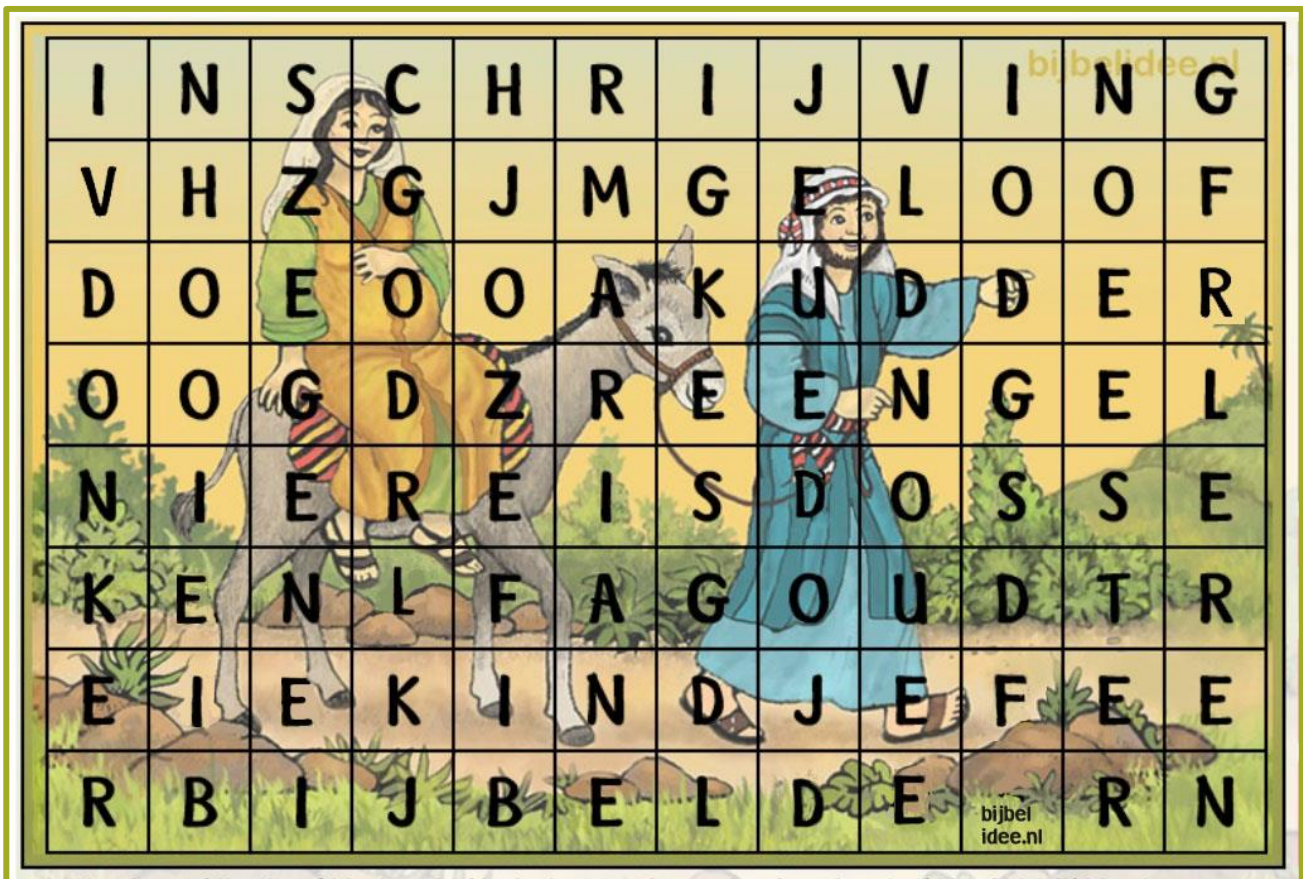 bijbelidee.nl
I N S C H R I J V I N G
V H Z G J M G E L O O F
D O E O O A K U D D E R
O O G D Z R E E N G E L
N I E R E I S D O S S E
K E N L F A G O U D T R
E I E K I N D J E F E E
R B I J B E L D E R N
bijbel
idee.nl